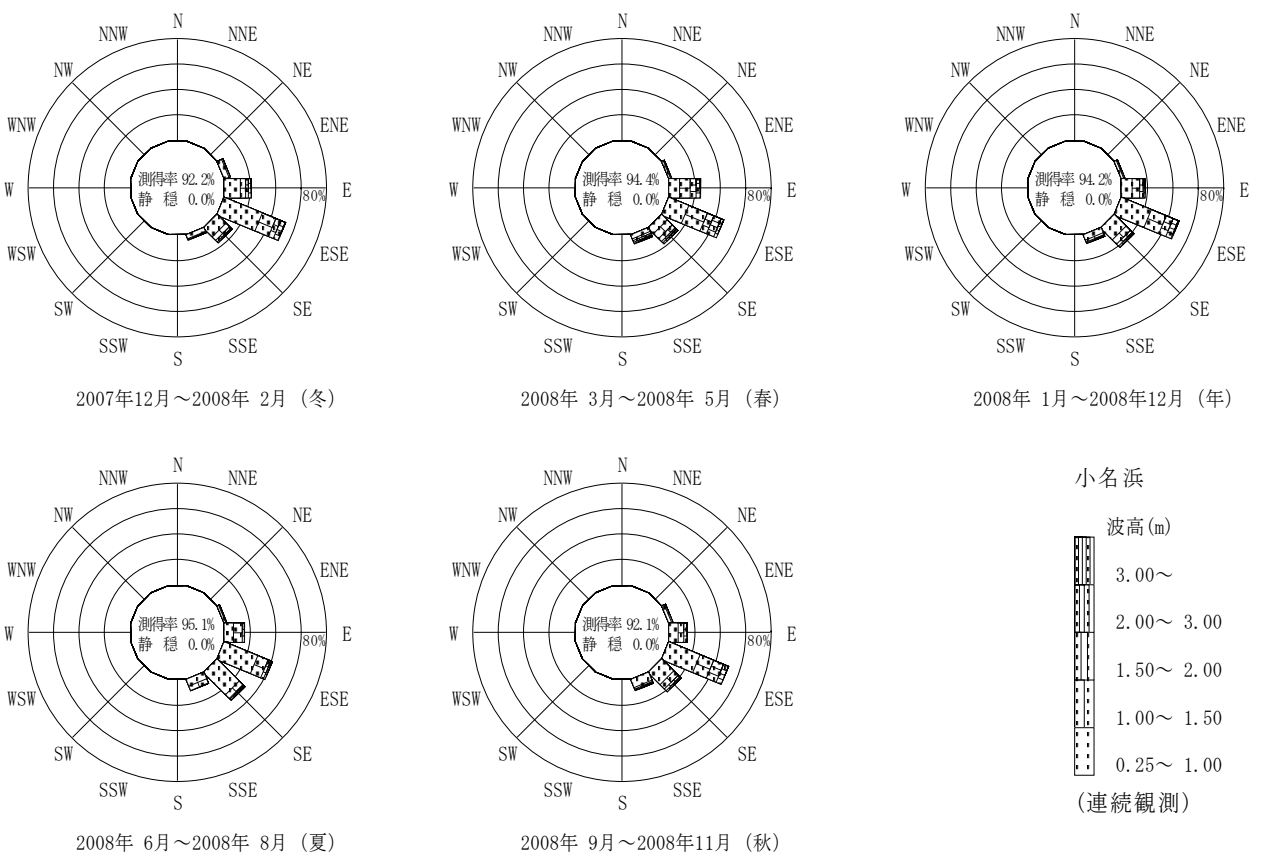 N
NNW NNE
NW NE
WNW ENE
測得率 92.2%
W 静 穏 0.0% 80% E
WSW ESE
SW SE
SSW SSE
S
2007年12月~2008年 2月 (冬)
N
NNW NNE
NW NE
WNW ENE
測得率 94.4%
W 静 穏 0.0% 80% E
WSW ESE
SW SE
SSW SSE
S
2008年 3月~2008年 5月 (春)
N
NNW NNE
NW NE
WNW ENE
測得率 94.2%
W 静 穏 0.0% 80% E
WSW ESE
SW SE
SSW SSE
S
2008年 1月~2008年12月 (年)
N
NNW NNE
NW NE
WNW ENE
測得率 95.1%
W 静 穏 0.0% 80% E
WSW ESE
SW SE
SSW SSE
S
2008年 6月~2008年 8月 (夏)
N
NNW NNE
NW NE
WNW ENE
測得率 92.1%
W 静 穏 0.0% 80% E
WSW ESE
SW SE
SSW SSE
S
2008年 9月~2008年11月 (秋)
小名浜
波高(m)
3.00~
2.00~ 3.00
1.50~ 2.00
1.00~ 1.50
0.25~ 1.00
(連続観測)